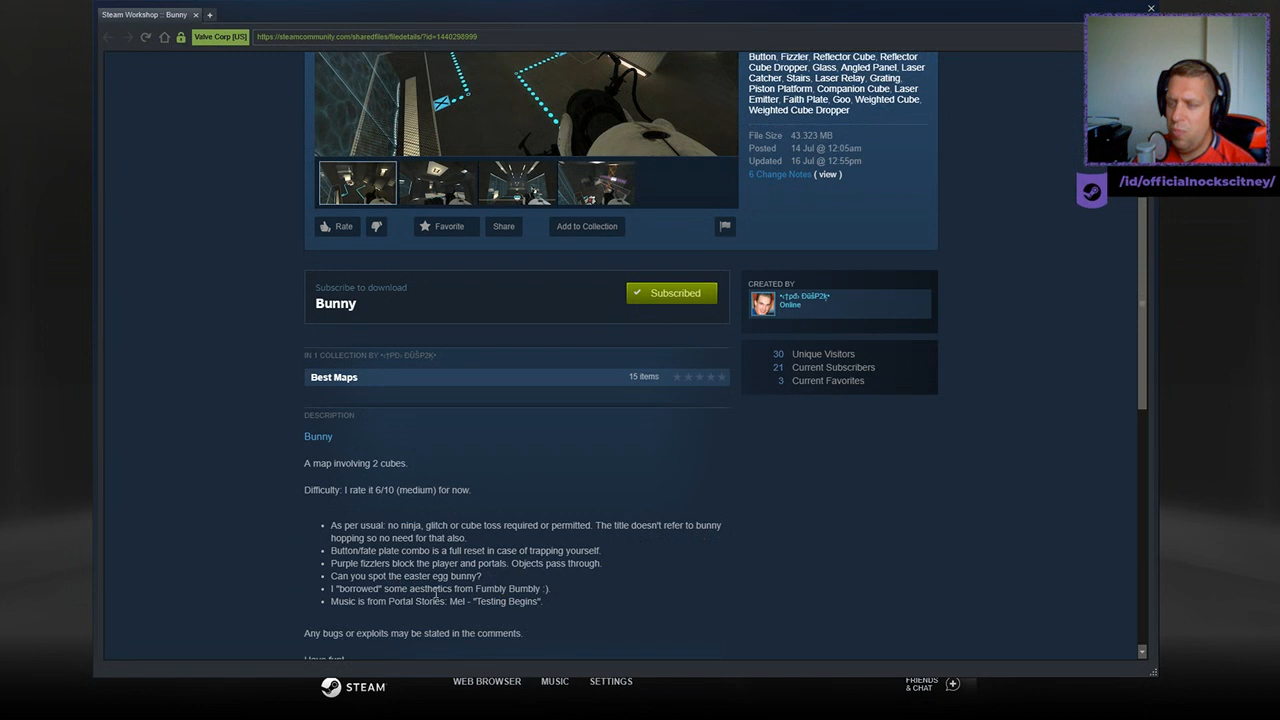 Steam Workshop :: Bunny
Valve Corp [US]
https://steamcommunity.com/sharedfiles/filedetails/?id=1440298999
Button, Fizzler, Reflector Cube, Reflector
Cube Dropper, Glass, Angled Panel, Laser
Catcher, Stairs, Laser Relay, Grating,
Piston Platform, Companion Cube, Laser
Emitter, Faith Plate, Goo, Weighted Cube,
Weighted Cube Dropper
File Size 43.323 MB
Posted 14 Jul @ 12:05am
Updated 16 Jul @ 12:55pm
6 Change Notes ( view )
/id/officialnockscitney/
Rate
Favorite
Share
Add to Collection
Subscribe to download
Bunny
Subscribed
CREATED BY
Online
IN 1 COLLECTION BY
Best Maps
15 items
30 Unique Visitors
21 Current Subscribers
3 Current Favorites
DESCRIPTION
Bunny
A map involving 2 cubes.
Difficulty: I rate it 6/10 (medium) for now.
As per usual: no ninja, glitch or cube toss required or permitted. The title doesn't refer to bunny
hopping so no need for that also.
Button/fate plate combo is a full reset in case of trapping yourself.
Purple fizzlers block the player and portals. Objects pass through.
Can you spot the easter egg bunny?
I "borrowed" some aesthetics from Fumbly Bumbly :).
Music is from Portal Stories: Mel - "Testing Begins".
Any bugs or exploits may be stated in the comments.
Have fun!
STEAM
WEB BROWSER
MUSIC
SETTINGS
FRIENDS
& CHAT